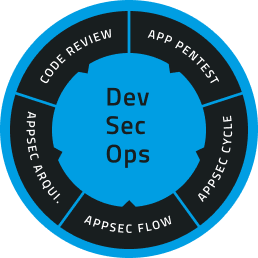 CODE REVIEW
APP PENTEST
APPSEC CYCLE
APPSEC FLOW
APPSEC ARQUI.
Dev
Sec
Ops